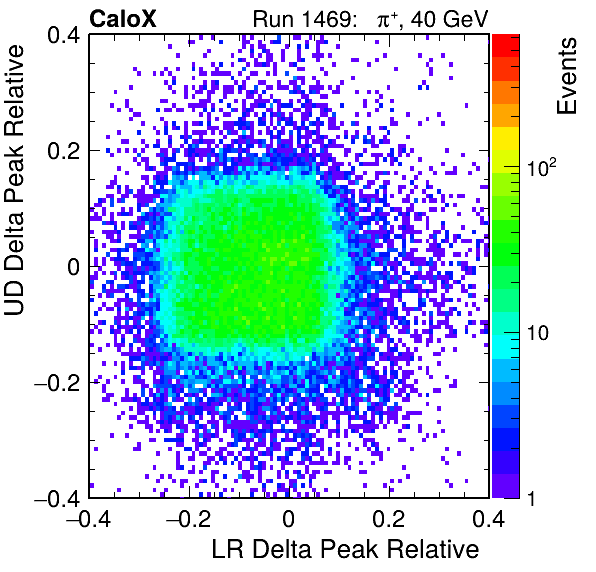 CaloX Run 1469: π⁺, 40 GeV
Events
UD Delta Peak Relative
0.4
0.2
0
−0.2
−0.4
10²
10
1
−0.4 −0.2 0 0.2 0.4
LR Delta Peak Relative